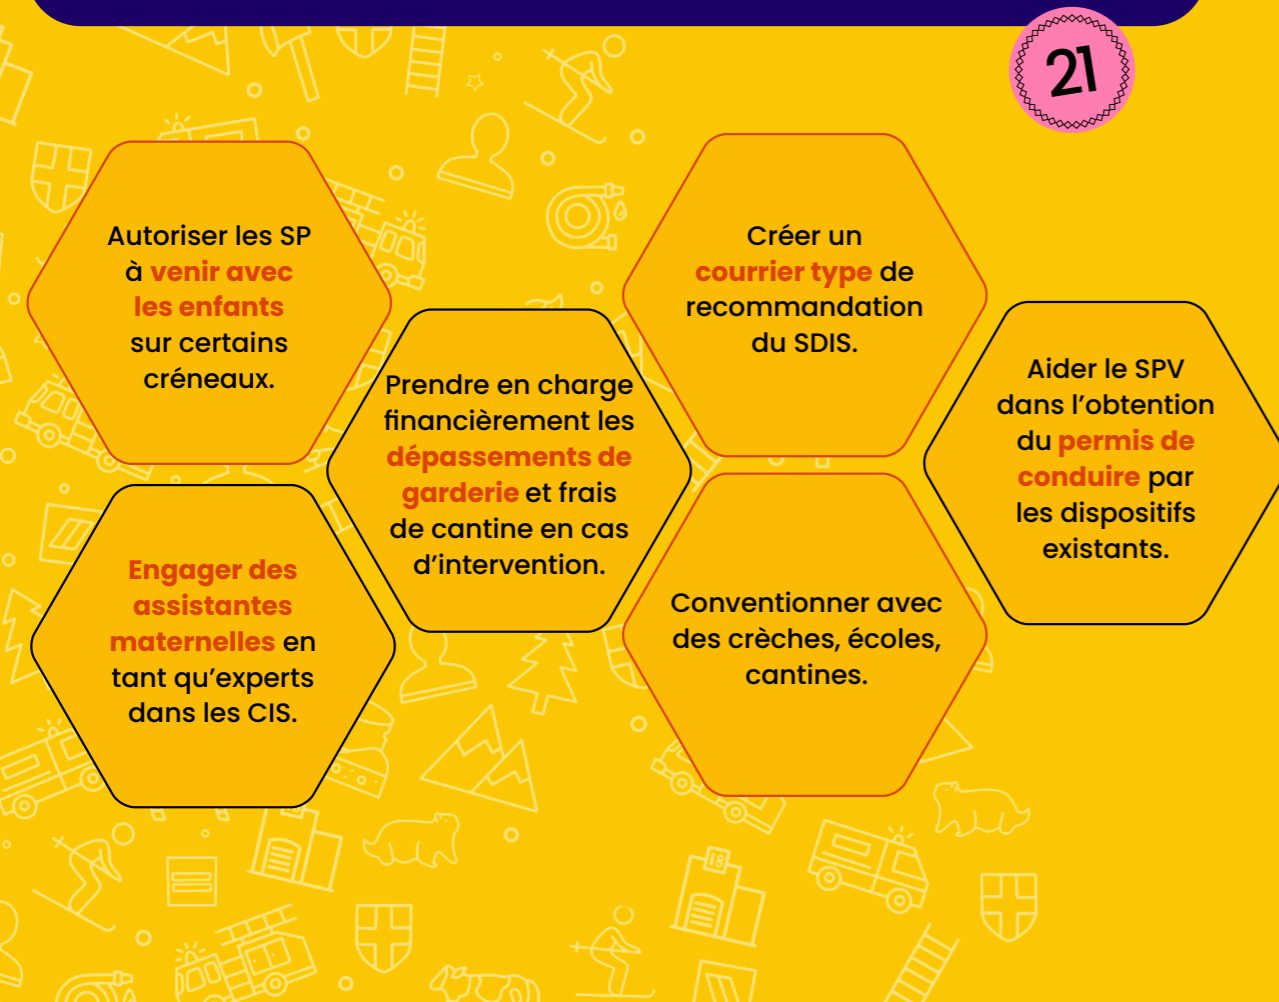 21
Autoriser les SP
à venir avec
les enfants
sur certains
créneaux.
Prendre en charge
financièrement les
dépassements de
garderie et frais
de cantine en cas
d’intervention.
Engager des
assistantes
maternelles en
tant qu’experts
dans les CIS.
Créer un
courrier type de
recommandation
du SDIS.
Conventionner avec
des crèches, écoles,
cantines.
Aider le SPV
dans l’obtention
du permis de
conduire par
les dispositifs
existants.
18